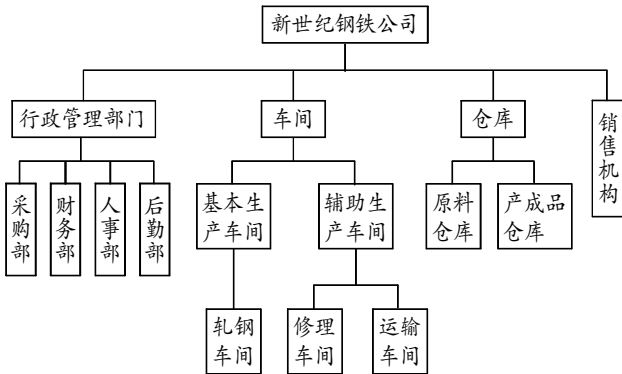 新世纪钢铁公司
行政管理部门
车间
仓库
销售机构
采购部
财务部
人事部
后勤部
基本生
产车间
辅助生
产车间
原料
仓库
产成品
仓库
轧钢
车间
修理
车间
运输
车间